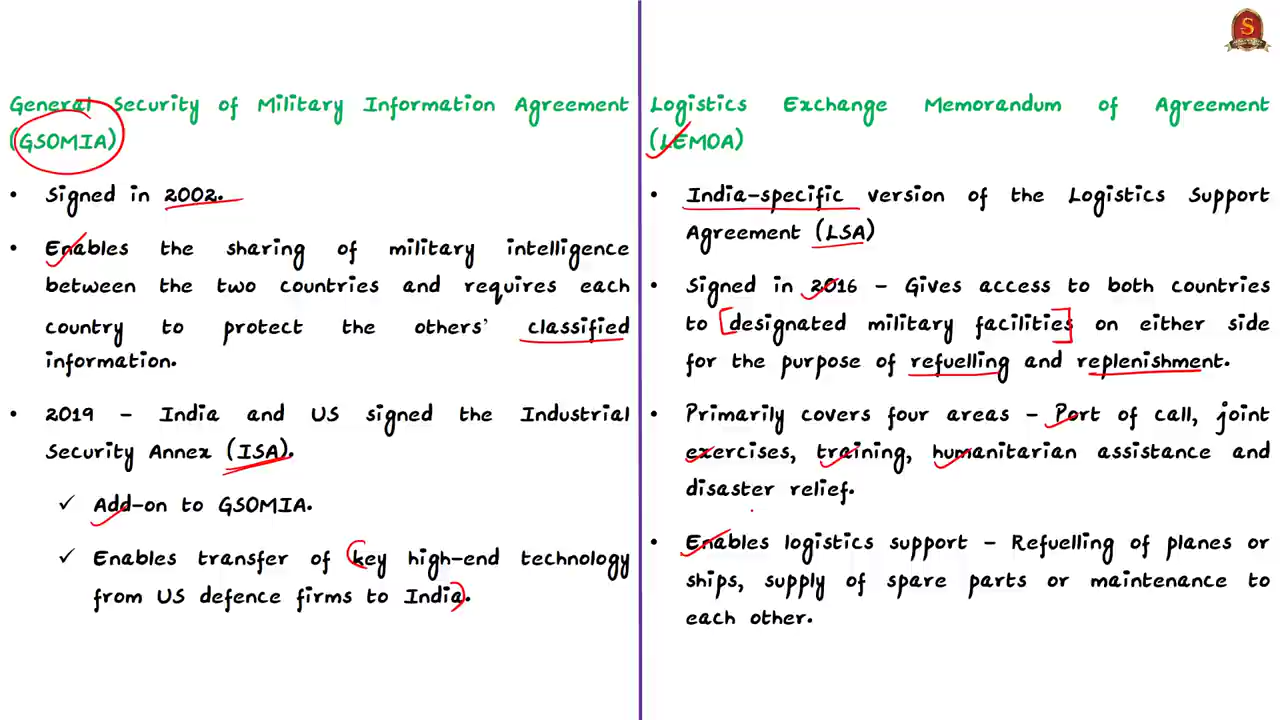 General Security of Military Information Agreement
(GSOMIA)
• Signed in 2002.
• Enables the sharing of military intelligence
between the two countries and requires each
country to protect the others' classified
information.
• 2019 – India and US signed the Industrial
Security Annex (ISA).
✓ Add-on to GSOMIA.
✓ Enables transfer of key high-end technology
from US defence firms to India.
Logistics Exchange Memorandum of Agreement
(LEMOA)
• India-specific version of the Logistics Support
Agreement (LSA)
• Signed in 2016 – Gives access to both countries
to designated military facilities on either side
for the purpose of refuelling and replenishment.
• Primarily covers four areas – Port of call, joint
exercises, training, humanitarian assistance and
disaster relief.
• Enables logistics support – Refuelling of planes or
ships, supply of spare parts or maintenance to
each other.
S